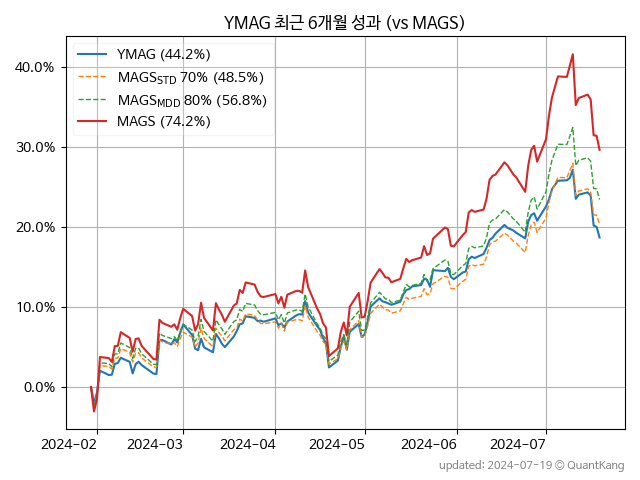 YMAG 최근 6개월 성과 (vs MAGS)
YMAG (44.2%)
MAGS_STD 70% (48.5%)
MAGS_MDD 80% (56.8%)
MAGS (74.2%)
40.0%
30.0%
20.0%
10.0%
0.0%
2024-02 2024-03 2024-04 2024-05 2024-06 2024-07
updated: 2024-07-19 © QuantKang